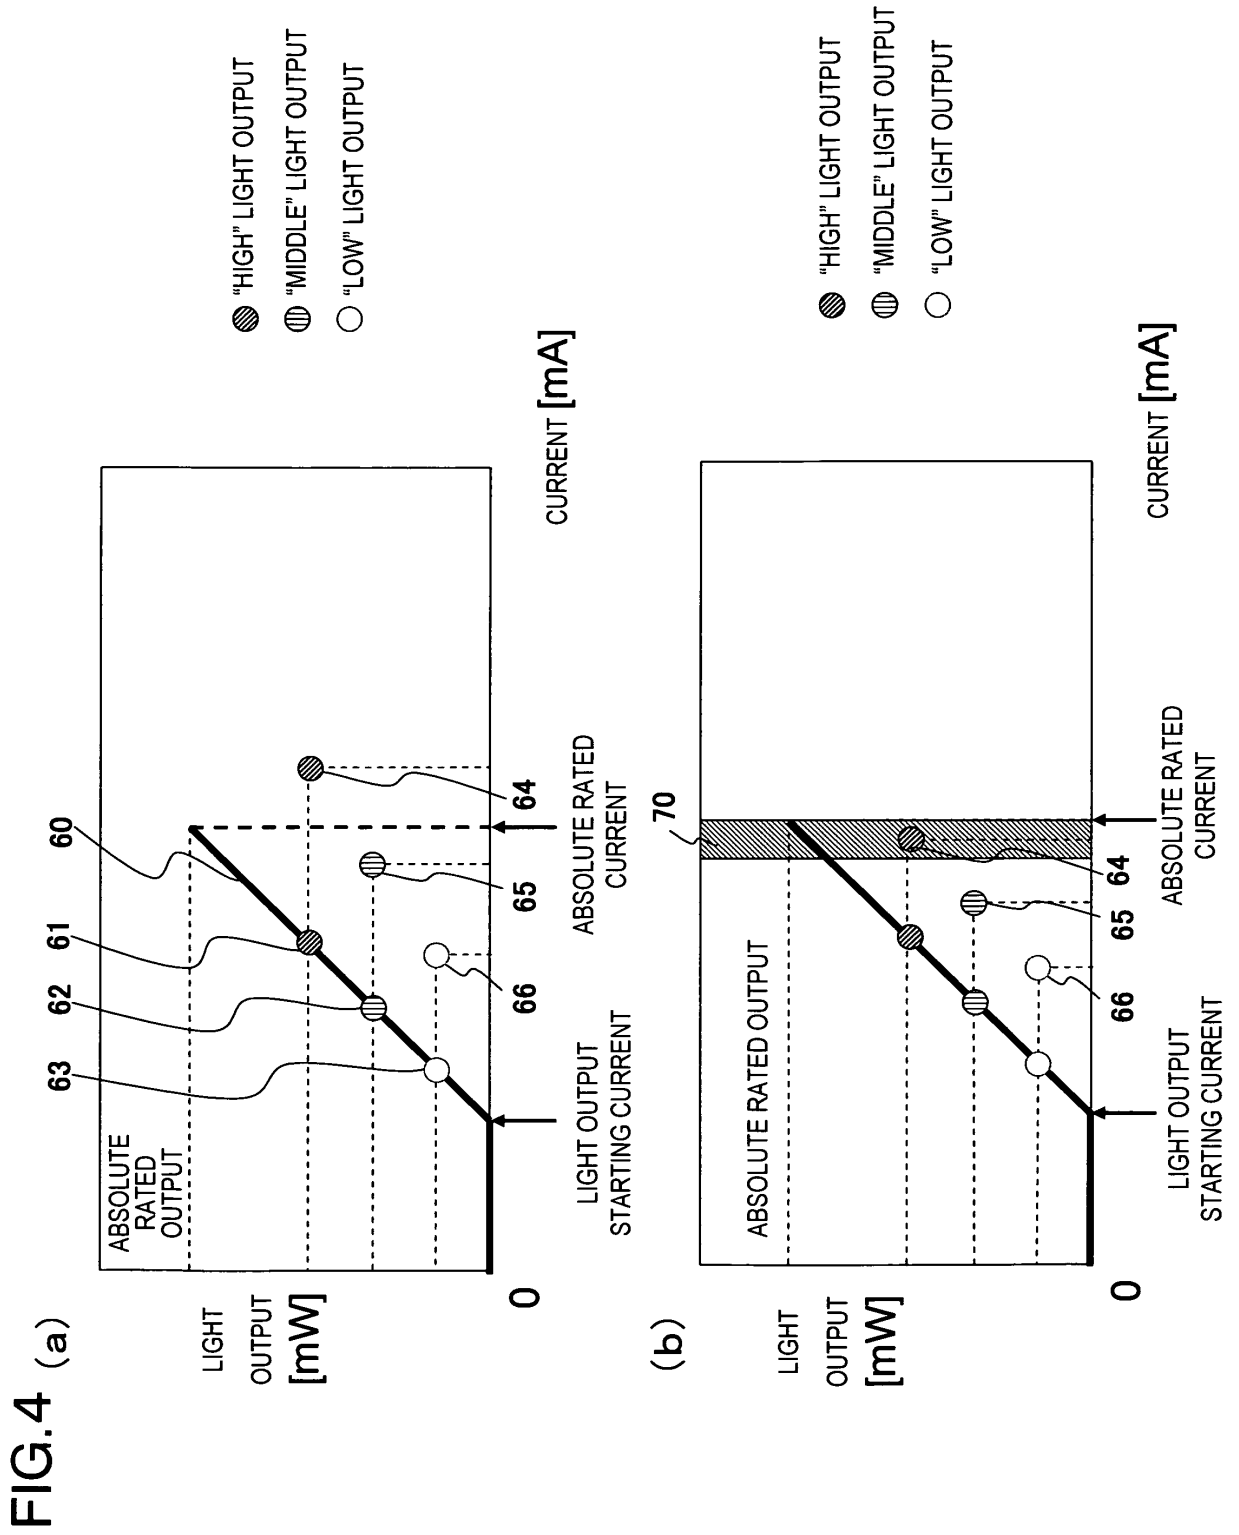 FIG.4
(a)
LIGHT
OUTPUT
[mW]
ABSOLUTE
RATED
OUTPUT
63
62
61
60
64
65
66
0
LIGHT OUTPUT
STARTING CURRENT
ABSOLUTE RATED
CURRENT
CURRENT [mA]
"HIGH" LIGHT OUTPUT
"MIDDLE" LIGHT OUTPUT
"LOW" LIGHT OUTPUT
(b)
LIGHT
OUTPUT
[mW]
ABSOLUTE RATED OUTPUT
70
64
65
66
0
LIGHT OUTPUT
STARTING CURRENT
ABSOLUTE RATED
CURRENT
CURRENT [mA]
"HIGH" LIGHT OUTPUT
"MIDDLE" LIGHT OUTPUT
"LOW" LIGHT OUTPUT